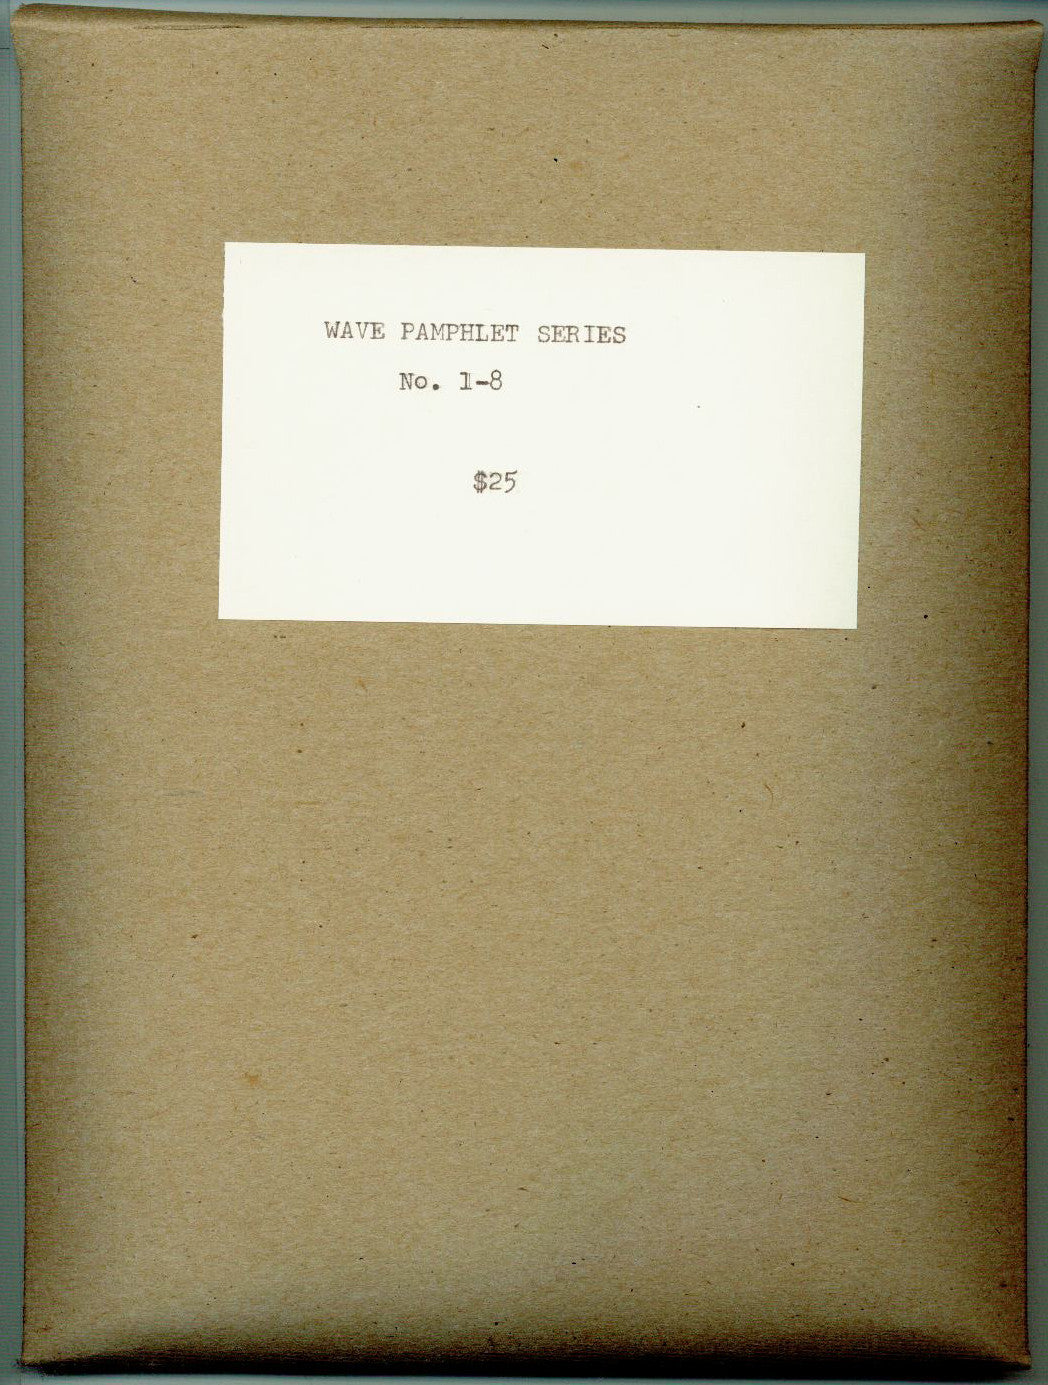 WAVE PAMPHLET SERIES
No. 1-8
$25